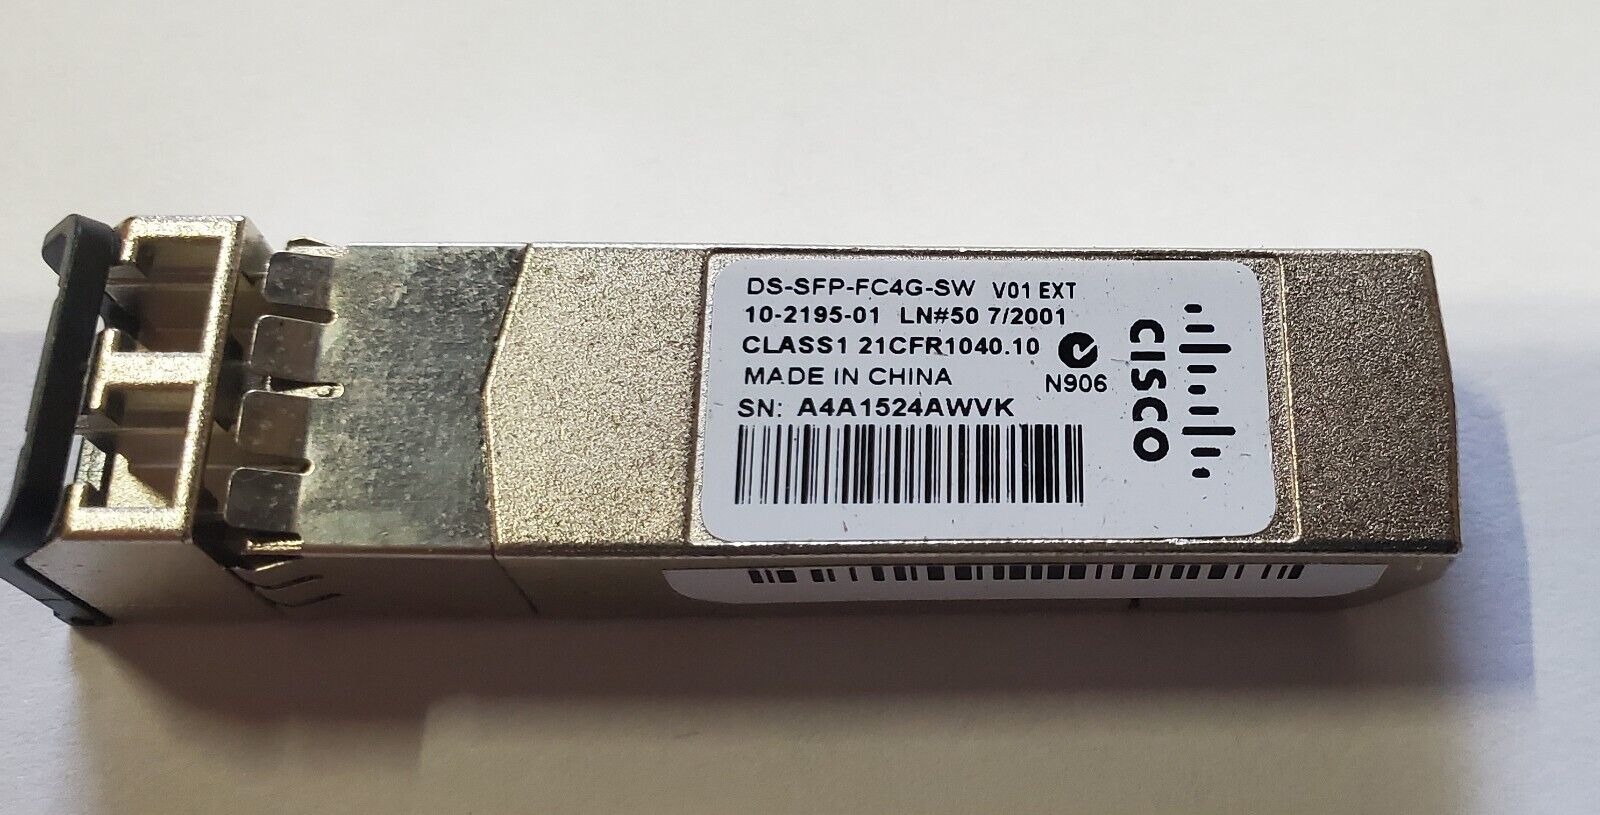 DS-SFP-FC4G-SW V01 EXT
10-2195-01 LN#50 7/2001
CLASS1 21CFR1040.10
N906
MADE IN CHINA
SN: A4A1524AWVK
CISCO